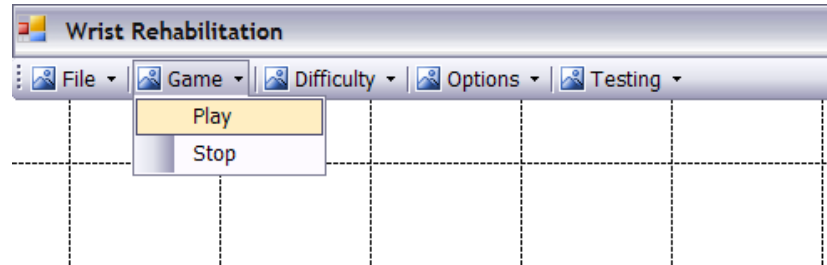 Wrist Rehabilitation
File Game Difficulty Options Testing
Play
Stop